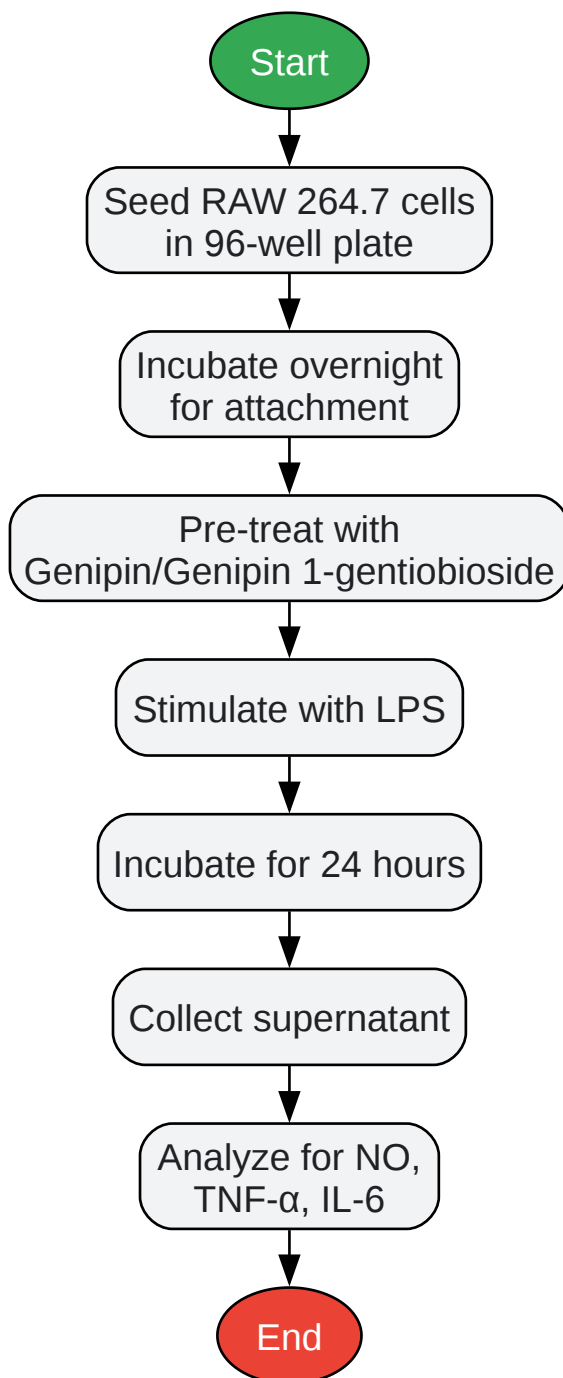 Start
Seed RAW 264.7 cells
in 96-well plate
Incubate overnight
for attachment
Pre-treat with
Genipin/Genipin 1-gentiobioside
Stimulate with LPS
Incubate for 24 hours
Collect supernatant
Analyze for NO,
TNF-α, IL-6
End